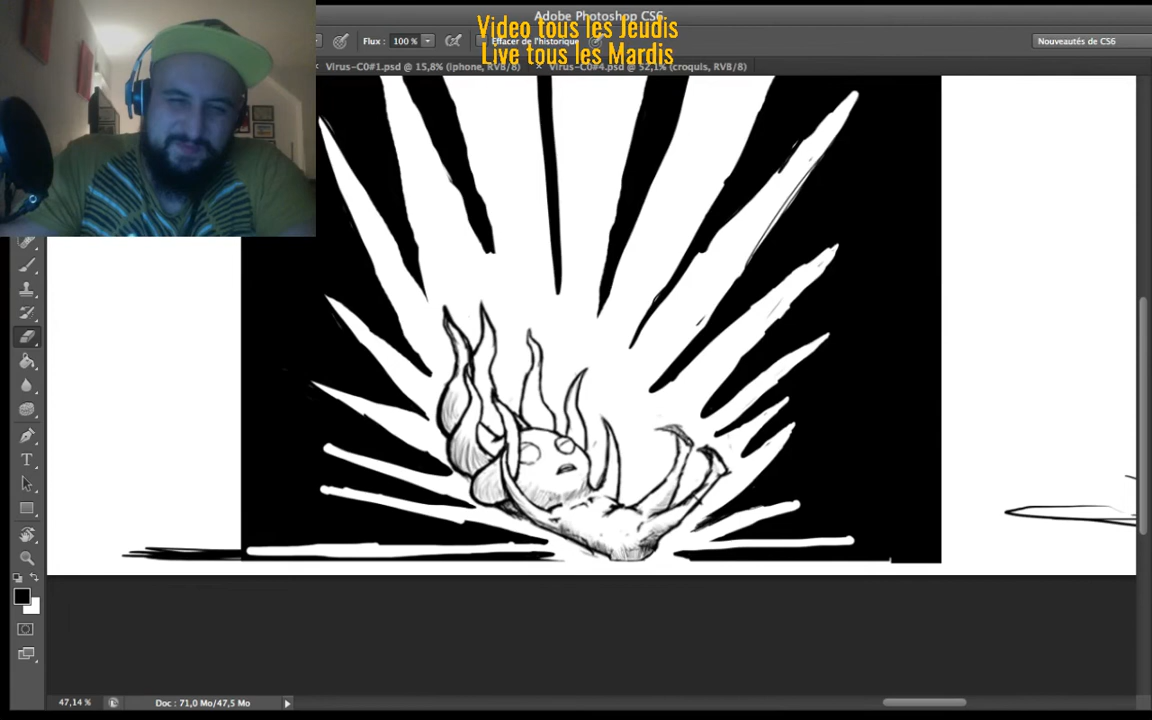 Adobe Photoshop CS6
Video tous les Jeudis
Flux : 100 %
Effacer de l'historique
Nouveautés de CS6
Live tous les Mardis
Virus-C0#1.psd @ 15,8% (iphone, RVB/8)
Virus-C0#4.psd @ 52,1% (croquis, RVB/8)
T
47,14 %
Doc : 71,0 Mo/47,5 Mo